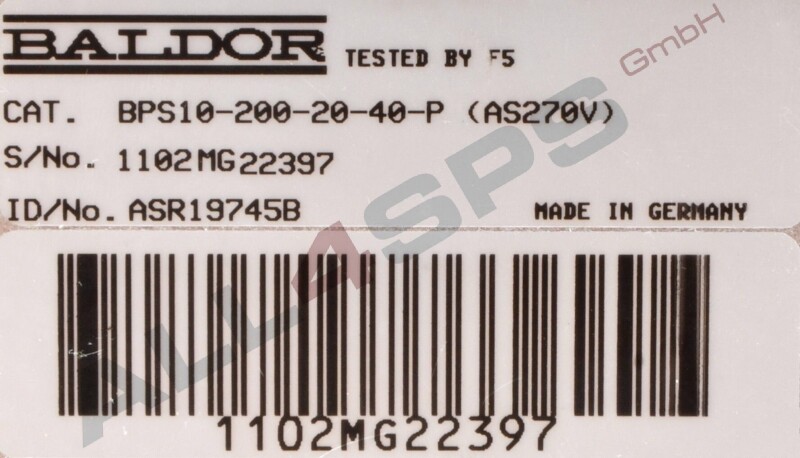 BALDOR TESTED BY F5
CAT. BPS10-200-20-40-P (AS270V)
S/No. 1102MG22397
ID/No. ASR19745B MADE IN GERMANY
1102MG22397
ALL4SPS GmbH